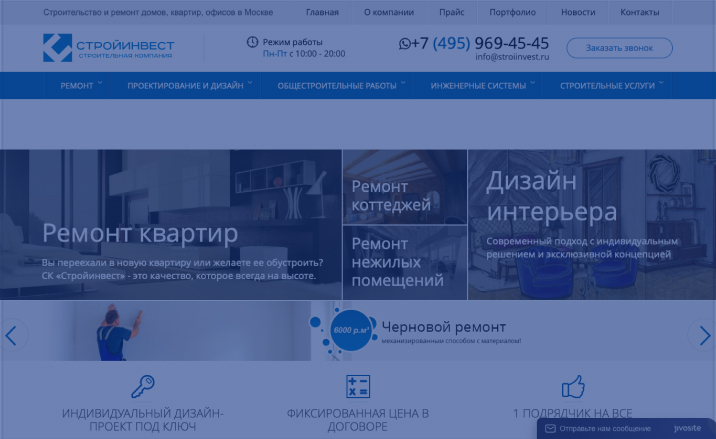 Строительство и ремонт домов, квартир, офисов в Москве
Главная
О компании
Прайс
Портфолио
Новости
Контакты
СТРОЙИНВЕСТ
СТРОИТЕЛЬНАЯ КОМПАНИЯ
Режим работы
Пн-Пт с 10:00 - 20:00
+7 (495) 969-45-45
info@stroiinvest.ru
Заказать звонок
РЕМОНТ
ПРОЕКТИРОВАНИЕ И ДИЗАЙН
ОБЩЕСТРОИТЕЛЬНЫЕ РАБОТЫ
ИНЖЕНЕРНЫЕ СИСТЕМЫ
СТРОИТЕЛЬНЫЕ УСЛУГИ
Ремонт квартир
Вы переехали в новую квартиру или желаете ее обустроить?
СК «Стройинвест» - это качество, которое всегда на высоте.
Ремонт
коттеджей
Ремонт
нежилых
помещений
Дизайн
интерьера
Современный подход с индивидуальным
решением и эксклюзивной концепцией
6000 р.м²
Черновой ремонт
механизированным способом с материалом!
ИНДИВИДУАЛЬНЫЙ ДИЗАЙН-
ПРОЕКТ ПОД КЛЮЧ
ФИКСИРОВАННАЯ ЦЕНА В
ДОГОВОРЕ
1 ПОДРЯДЧИК НА ВСЕ
Отправьте нам сообщение
jivosite